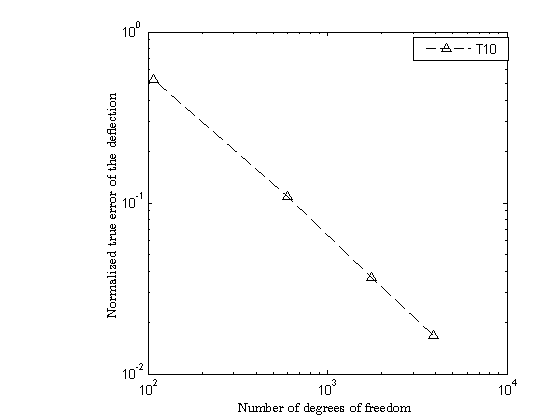 10^0
T10
Normalized true error of the deflection
10^-1
10^-2
10^2
10^3
10^4
Number of degrees of freedom